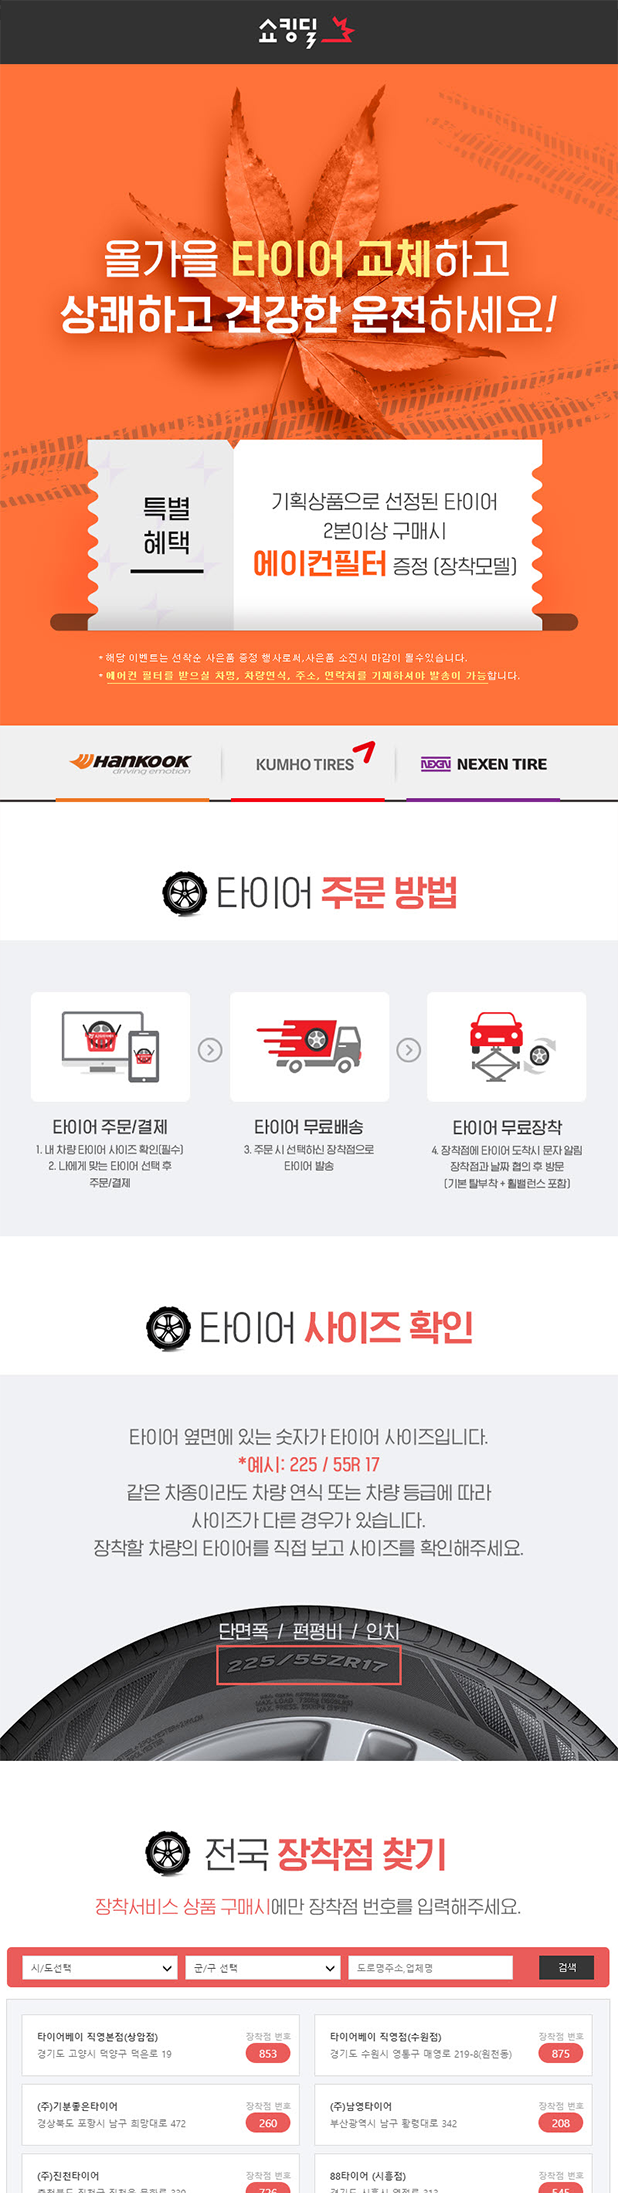 쇼킹딜
올가을 타이어 교체하고
상쾌하고 건강한 운전하세요!
특별
혜택
기획상품으로 선정된 타이어
2본이상 구매시
에이컨필터 증정 (장착모델)
* 해당 이벤트는 선착순 사은품 증정 행사로써,사은품 소진시 마감이 될수있습니다.
* 에어컨 필터를 받으실 차명, 차량연식, 주소, 연락처를 기재하셔야 발송이 가능합니다.
HANKOOK
driving emotion
KUMHO TIRES
NEXEN NEXEN TIRE
타이어 주문 방법
타이어 주문/결제
1. 내 차량 타이어 사이즈 확인(필수)
2. 나에게 맞는 타이어 선택 후
주문/결제
타이어 무료배송
3. 주문 시 선택하신 장착점으로
타이어 발송
타이어 무료장착
4. 장착점에 타이어 도착시 문자 알림
장착점과 날짜 협의 후 방문
(기본 탈부착 + 휠밸런스 포함)
타이어 사이즈 확인
타이어 옆면에 있는 숫자가 타이어 사이즈입니다.
*예시: 225 / 55R 17
같은 차종이라도 차량 연식 또는 차량 등급에 따라
사이즈가 다른 경우가 있습니다.
장착할 차량의 타이어를 직접 보고 사이즈를 확인해주세요.
단면폭 / 편평비 / 인치
225/55ZR17
전국 장착점 찾기
장착서비스 상품 구매시에만 장착점 번호를 입력해주세요.
시/도선택
군/구 선택
도로명주소,업체명
검색
타이어베이 직영본점(상암점)
장착점 번호
경기도 고양시 덕양구 덕은로 19
853
타이어베이 직영점(수원점)
장착점 번호
경기도 수원시 영통구 매영로 219-8(원천동)
875
(주)기분좋은타이어
장착점 번호
경상북도 포항시 남구 희망대로 472
260
(주)남영타이어
장착점 번호
부산광역시 남구 황령대로 342
208
(주)진천타이어
장착점 번호
88타이어 (시흥점)
장착점 번호